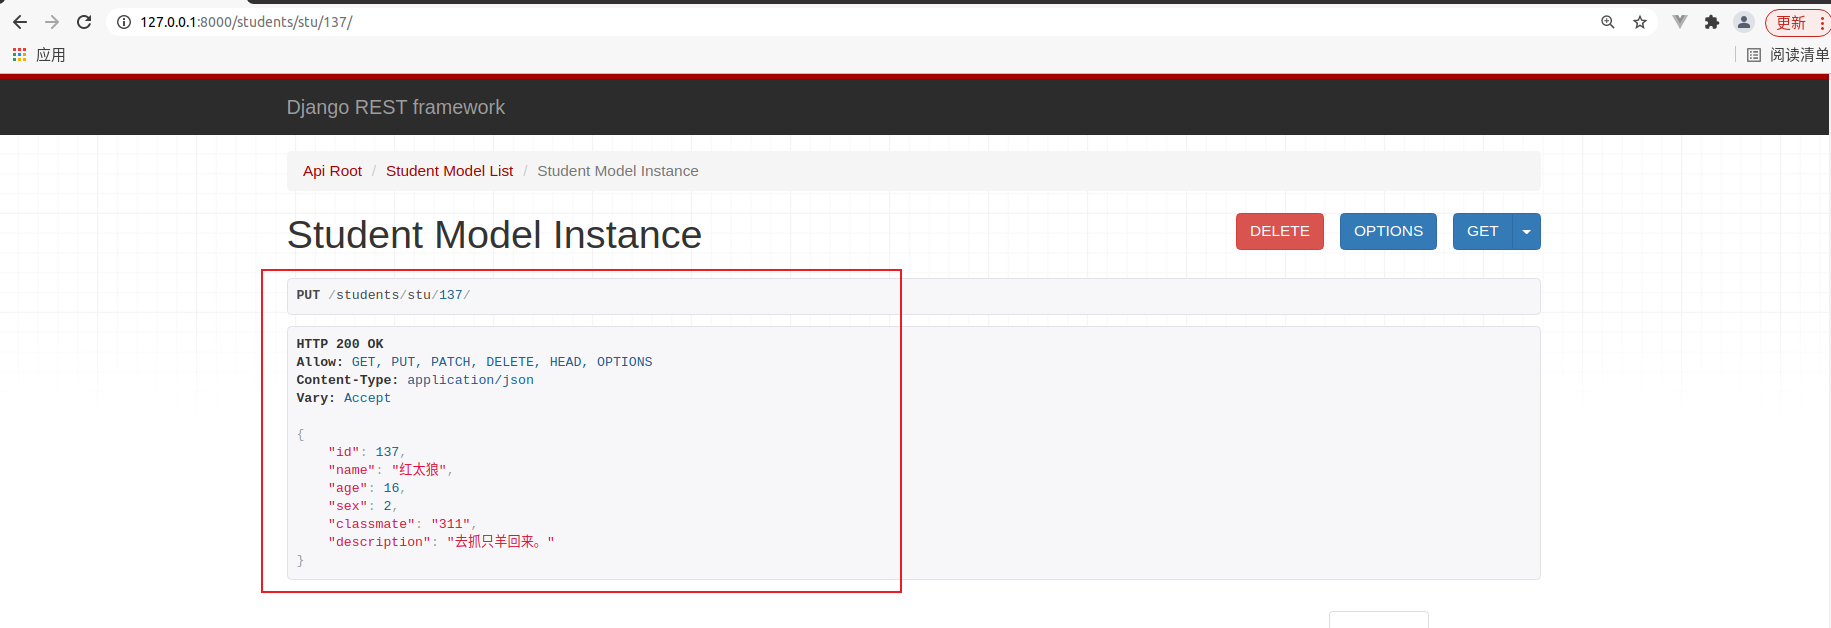 127.0.0.1:8000/students/stu/137/
更新
应用
阅读清单
Django REST framework
Api Root / Student Model List / Student Model Instance
Student Model Instance
DELETE
OPTIONS
GET
PUT /students/stu/137/
HTTP 200 OK
Allow: GET, PUT, PATCH, DELETE, HEAD, OPTIONS
Content-Type: application/json
Vary: Accept
{
    "id": 137,
    "name": "红太狼",
    "age": 16,
    "sex": 2,
    "classmate": "311",
    "description": "去抓只羊回来。"
}